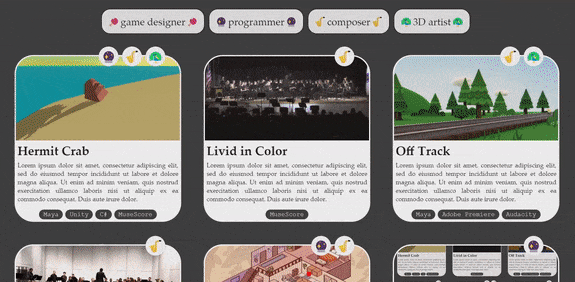 game designer
programmer
composer
3D artist
Hermit Crab
Livid in Color
Off Track
Lorem ipsum dolor sit amet, consectetur adipiscing elit,
sed do eiusmod tempor incididunt ut labore et dolore
magna aliqua. Ut enim ad minim veniam, quis nostrud
exercitation ullamco laboris nisi ut aliquip ex ea
commodo consequat. Duis aute irure dolor.
Lorem ipsum dolor sit amet, consectetur adipiscing elit,
sed do eiusmod tempor incididunt ut labore et dolore
magna aliqua. Ut enim ad minim veniam, quis nostrud
exercitation ullamco laboris nisi ut aliquip ex ea
commodo consequat. Duis aute irure dolor.
Lorem ipsum dolor sit amet, consectetur adipiscing elit,
sed do eiusmod tempor incididunt ut labore et dolore
magna aliqua. Ut enim ad minim veniam, quis nostrud
exercitation ullamco laboris nisi ut aliquip ex ea
commodo consequat. Duis aute irure dolor.
Maya Unity C# MuseScore
MuseScore
Maya Adobe Premiere Audacity
Hermit Crab
Livid in Color
Off Track